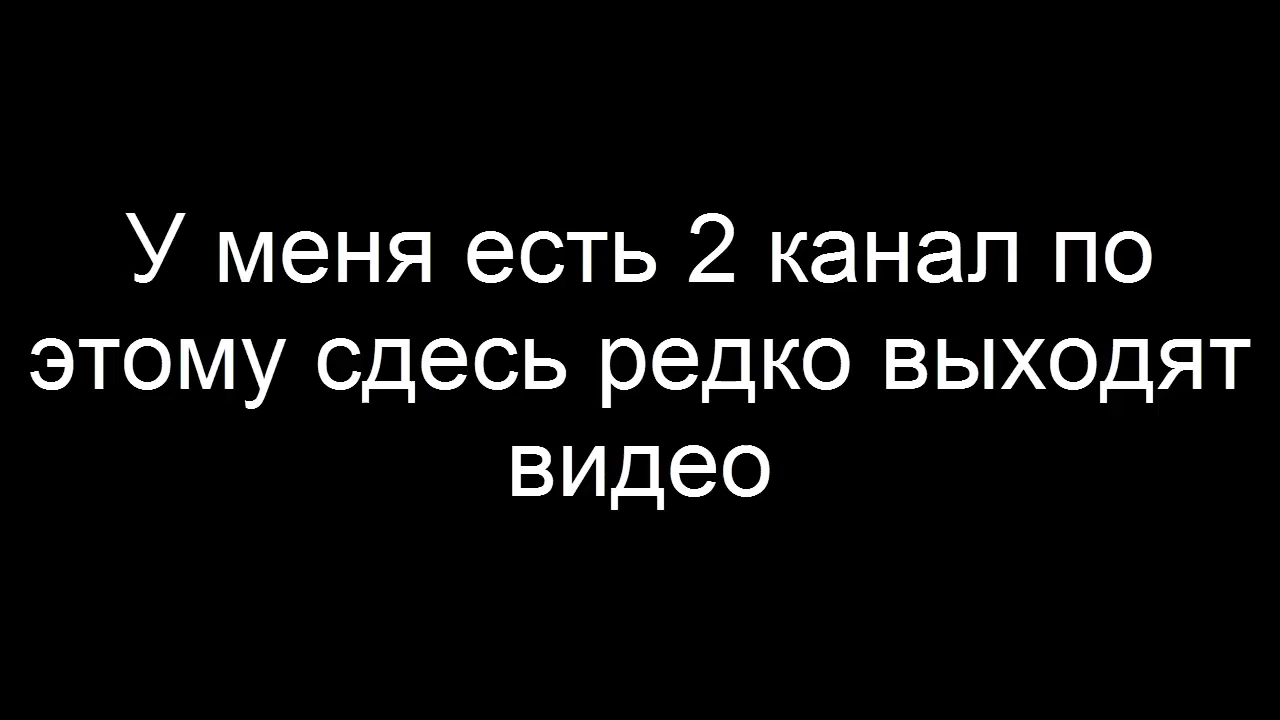 У меня есть 2 канал по
этому сдесь редко выходят
видео